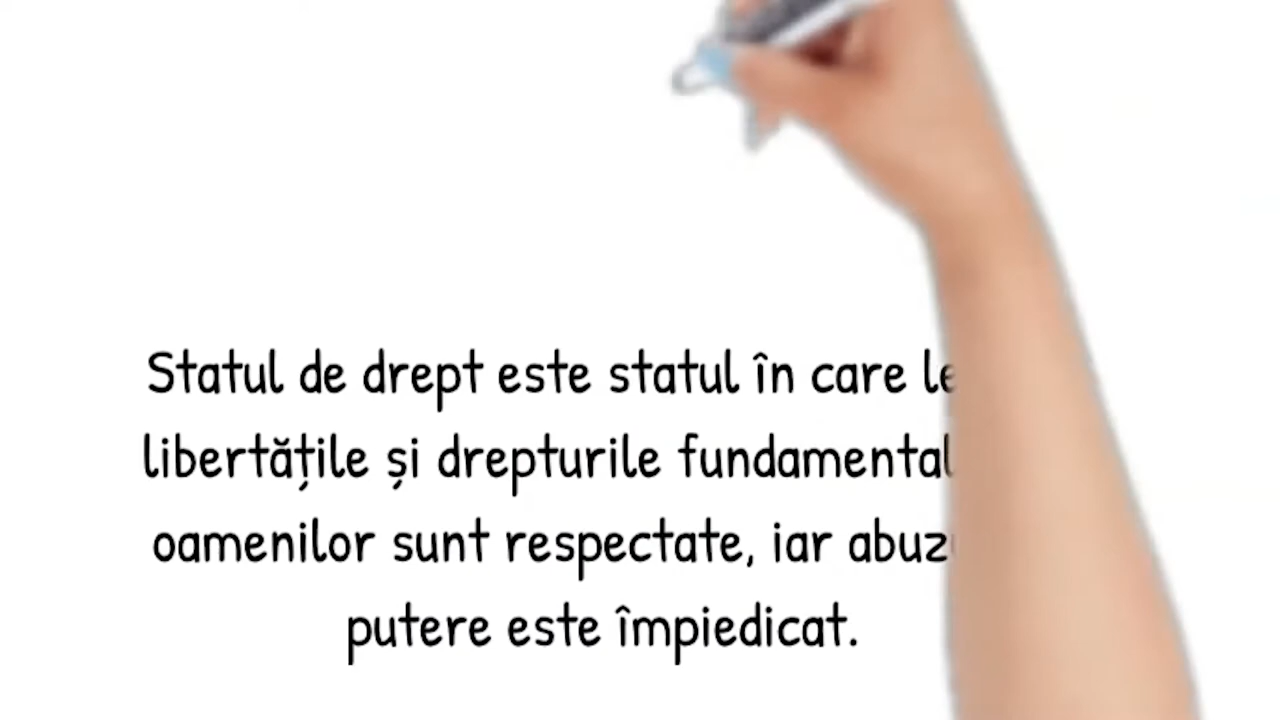 Statul de drept este statul în care
libertățile și drepturile
oamenilor sunt respectate, iar
putere este împiedicat.